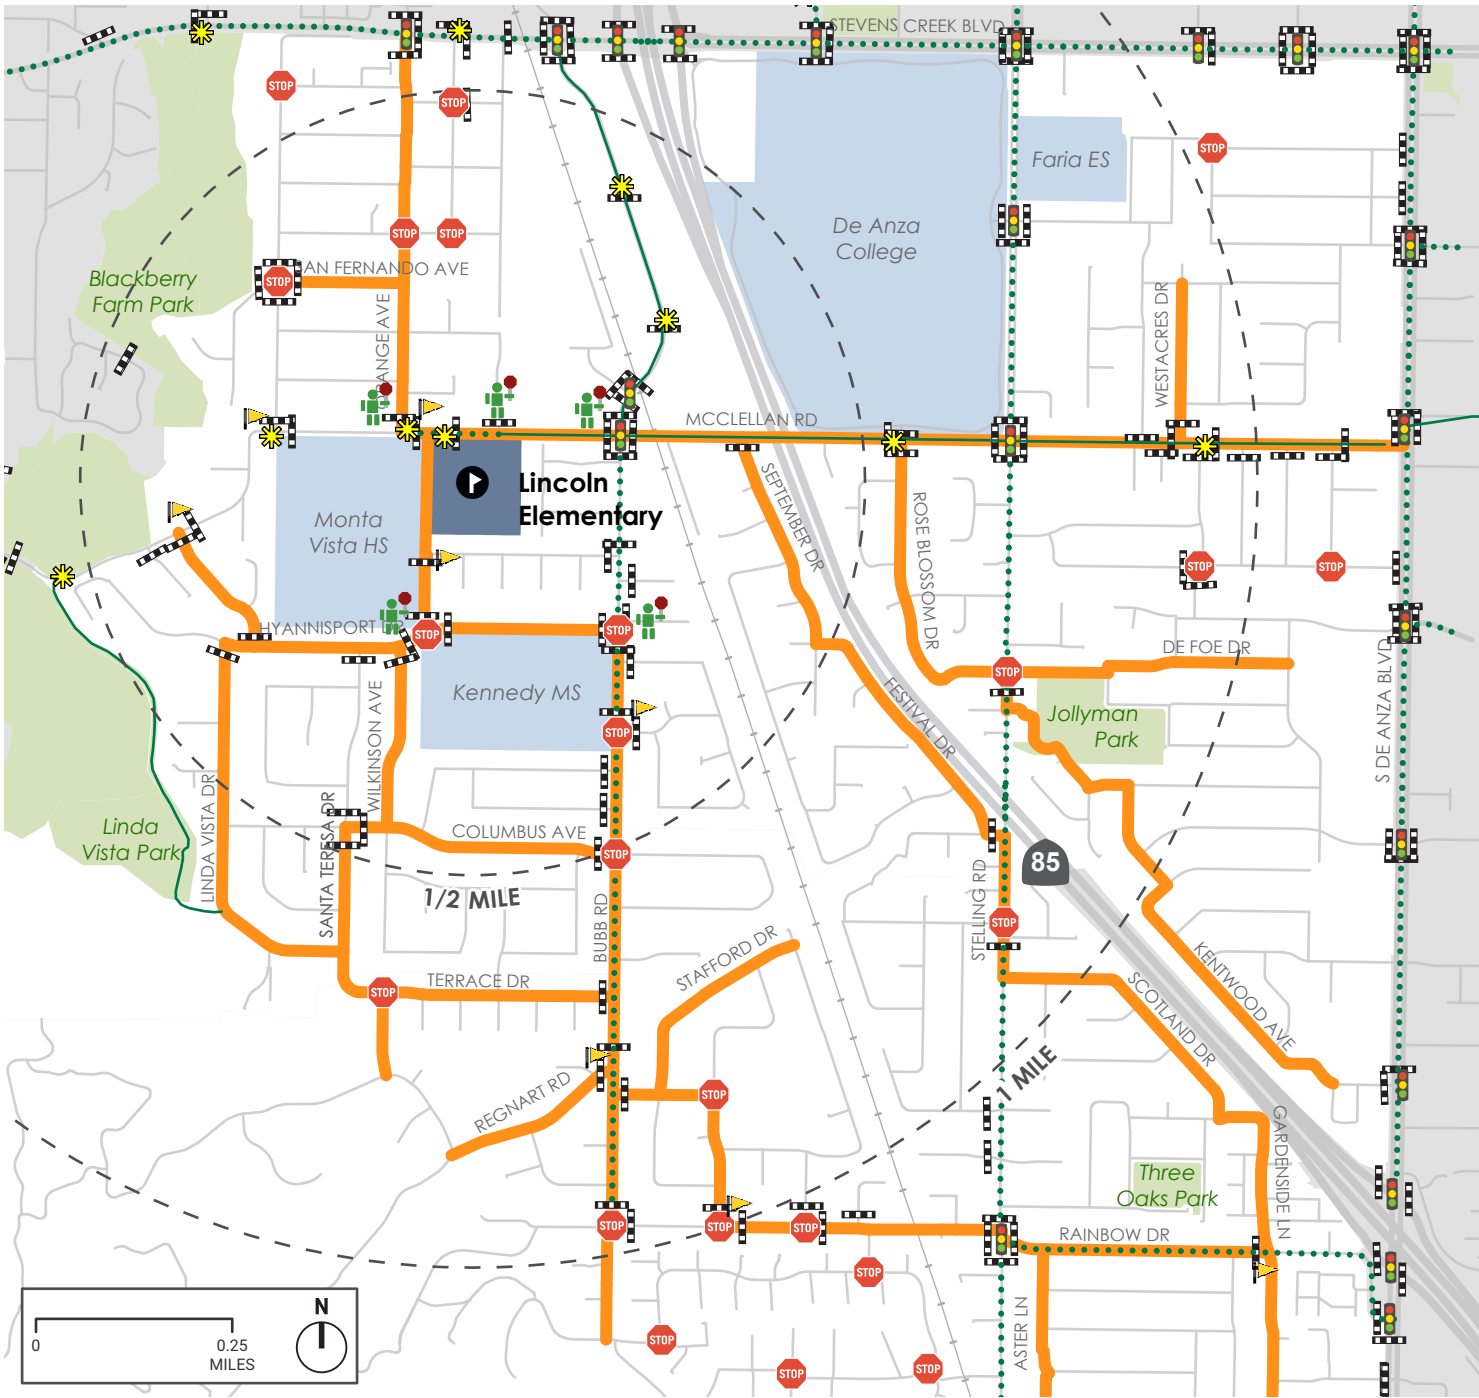 STEVENS CREEK BLVD
STOP
STOP
STOP
Faria ES
De Anza
College
STOP
STOP
AN FERNANDO AVE
STOP
Blackberry
Farm Park
ANGE AVE
WESTACRES DR
MCCLELLAN RD
Lincoln
Elementary
Monta
Vista HS
SEPTEMBER DR
ROSE BLOSSOM DR
STOP
STOP
HYANNISPORT DR
STOP
STOP
DE FOE DR
STOP
Kennedy MS
FESTIVAL DR
Jollyman
Park
S DE ANZA BLVD
STOP
WILKINSON AVE
LINDA VISTA DR
SANTA TERESA DR
Linda
Vista Park
COLUMBUS AVE
STOP
85
1/2 MILE
BUBB RD
STELLING RD
STOP
STAFFORD DR
KENTWOOD AVE
TERRACE DR
STOP
SCOTLAND DR
1 MILE
REGNART RD
STOP
GARDENSIDE LN
Three
Oaks Park
STOP
STOP
STOP
RAINBOW DR
STOP
ASTER LN
STOP
STOP
STOP
N
0
0.25
MILES